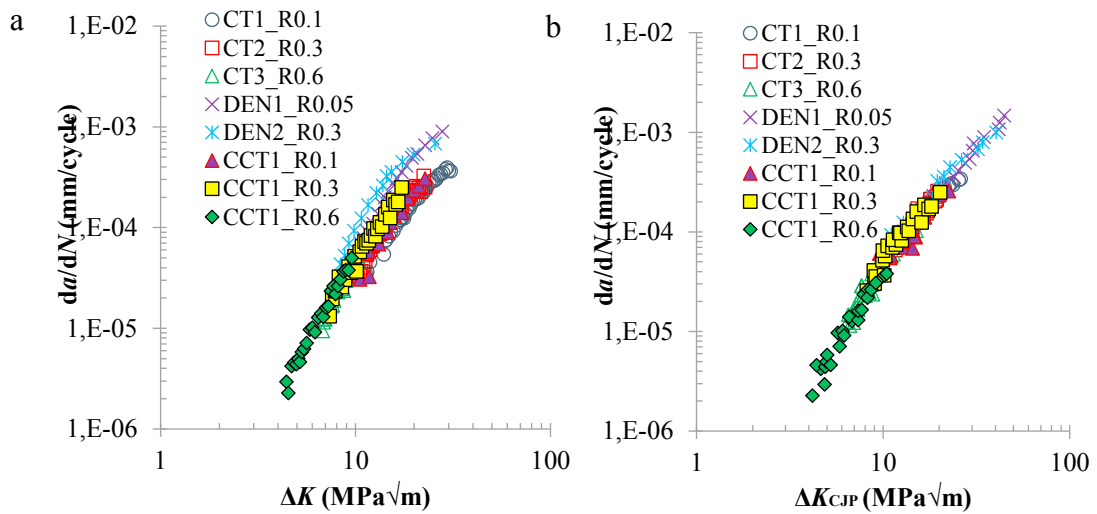 a
1,E-02
1,E-03
1,E-04
1,E-05
1,E-06
da/dN (mm/cycle)
CT1_R0.1
CT2_R0.3
CT3_R0.6
DEN1_R0.05
DEN2_R0.3
CCT1_R0.1
CCT1_R0.3
CCT1_R0.6
1
10
100
ΔK (MPa√m)
b
1,E-02
1,E-03
1,E-04
1,E-05
1,E-06
da/dN (mm/cycle)
CT1_R0.1
CT2_R0.3
CT3_R0.6
DEN1_R0.05
DEN2_R0.3
CCT1_R0.1
CCT1_R0.3
CCT1_R0.6
1
10
100
ΔKCJP (MPa√m)